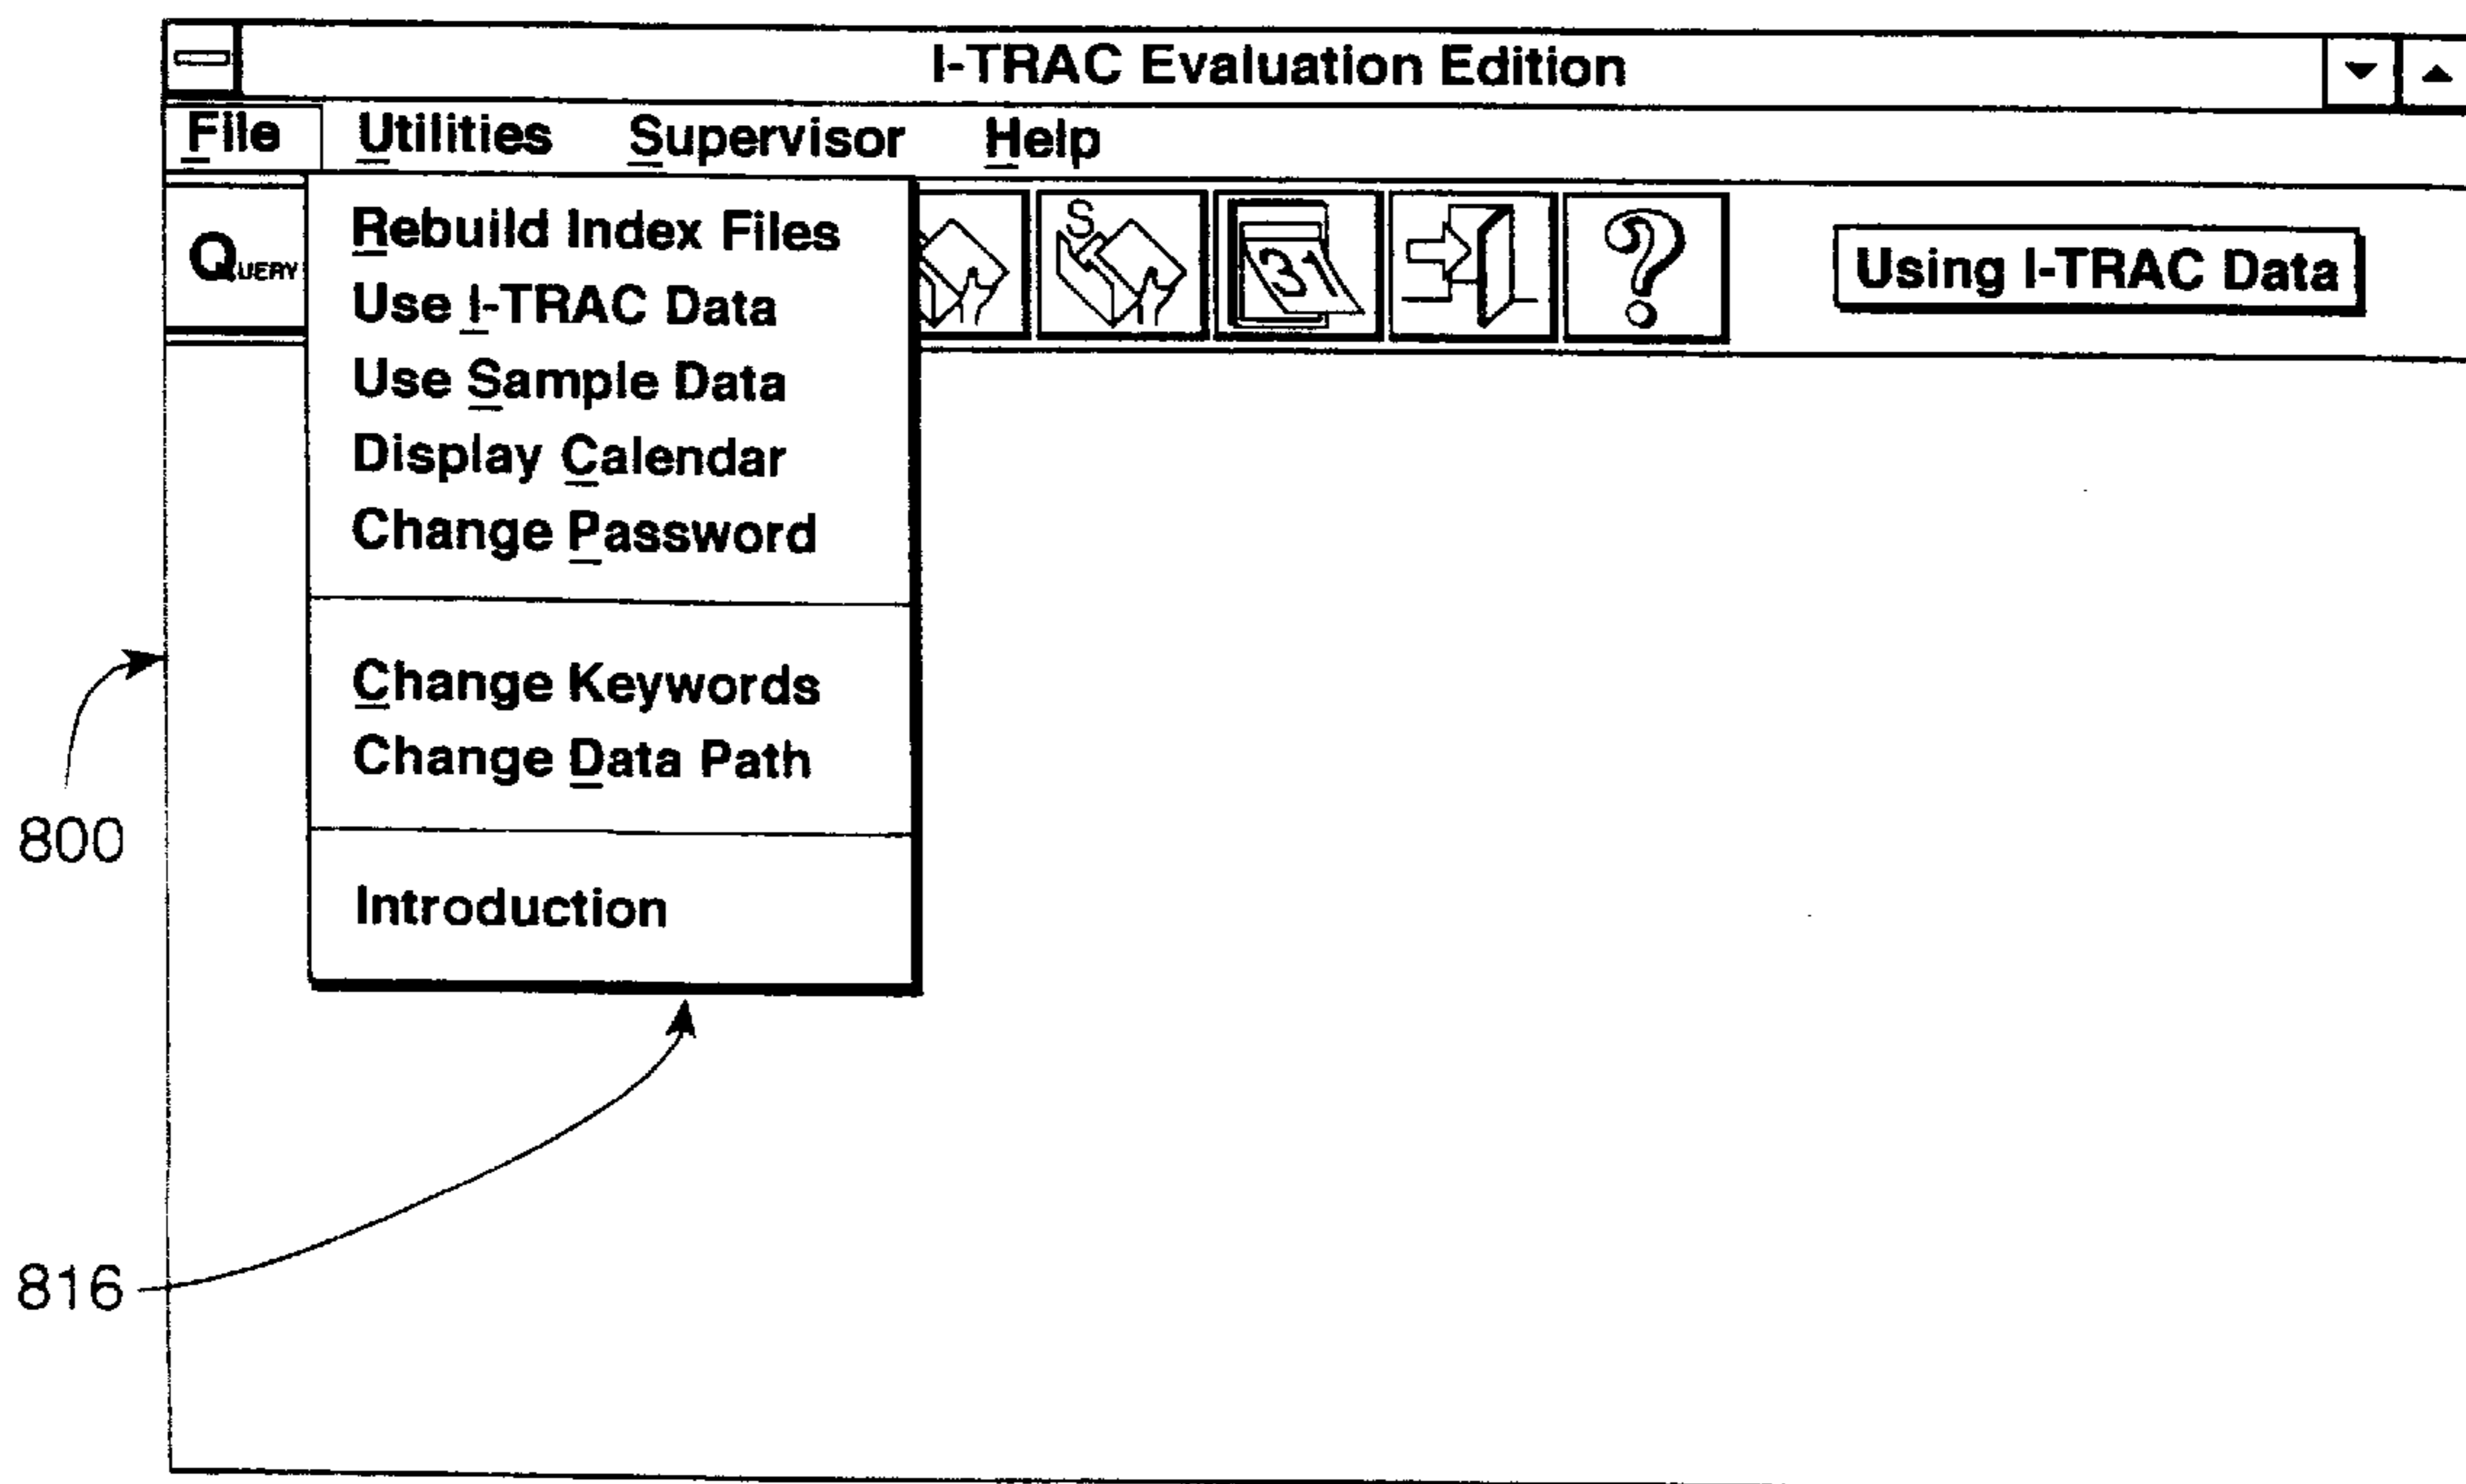 I-TRAC Evaluation Edition
File Utilities Supervisor Help
QUERY
S
31
?
Using I-TRAC Data
Rebuild Index Files
Use I-TRAC Data
Use Sample Data
Display Calendar
Change Password
Change Keywords
Change Data Path
Introduction
800
816